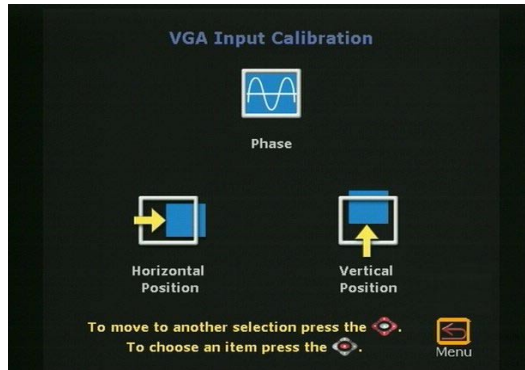 VGA Input Calibration
Phase
Horizontal
Position
Vertical
Position
To move to another selection press the .
To choose an item press the .
Menu